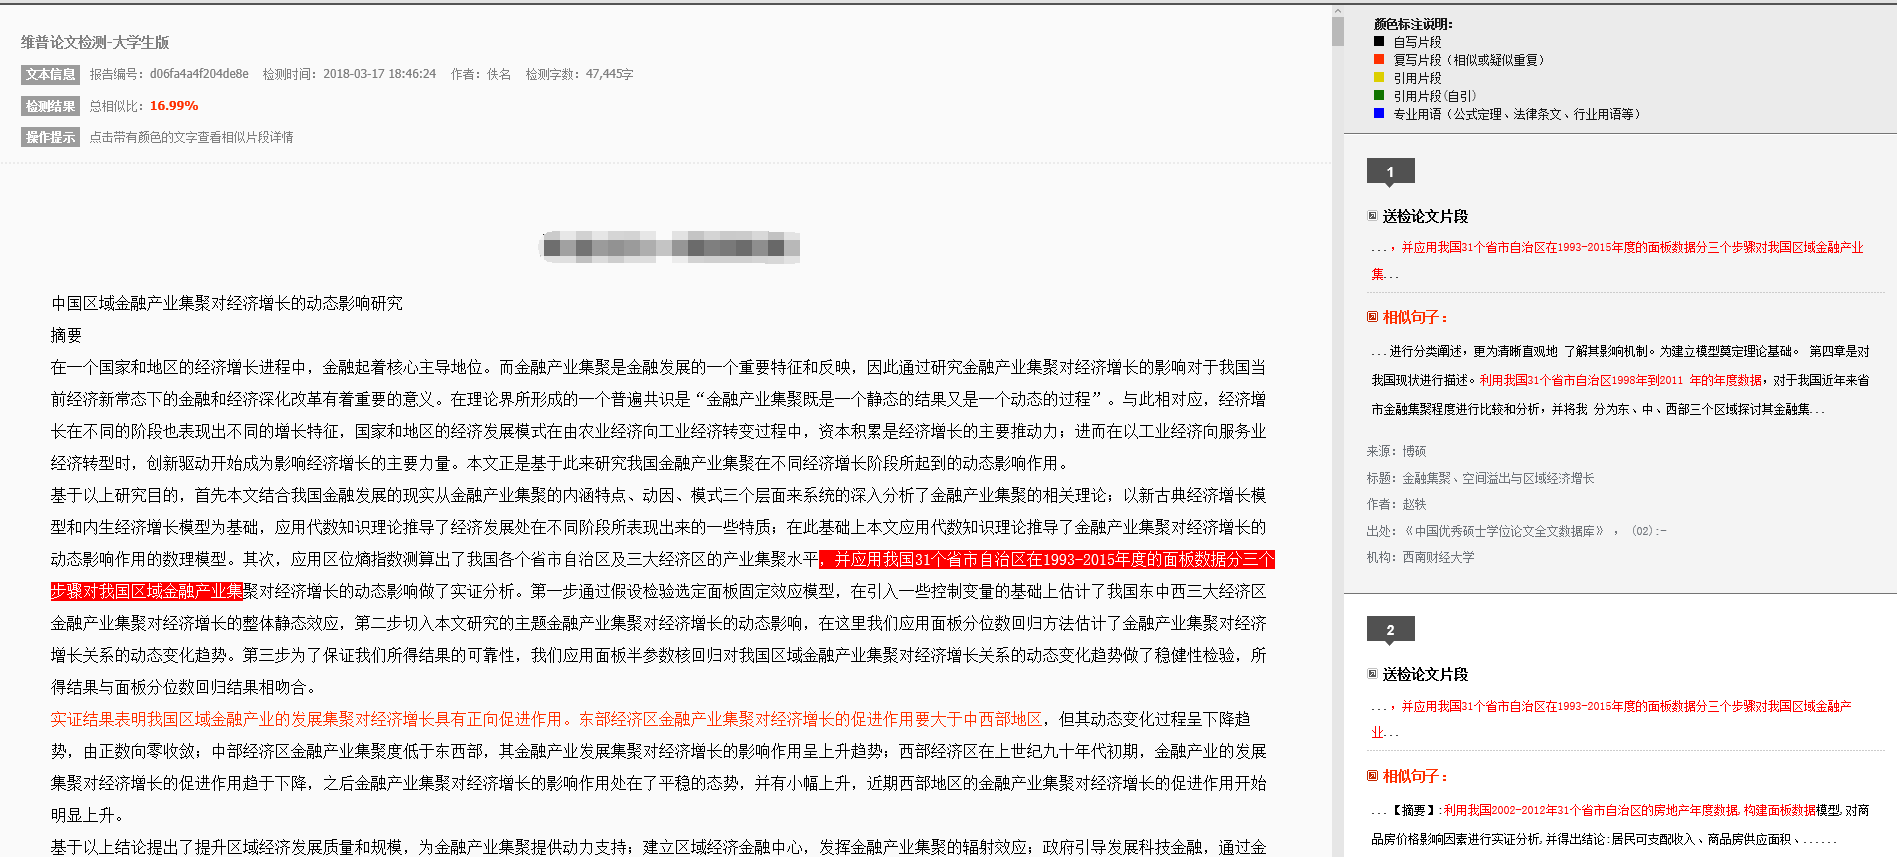 维普论文检测-大学生版
文本信息 报告编号：d06fa4a4f204de8e 检测时间：2018-03-17 18:46:24 作者：佚名 检测字数：47,445字
检测结果 总相似比：16.99%
操作提示 点击带有颜色的文字查看相似片段详情
中国区域金融产业集聚对经济增长的动态影响研究
摘要
在一个国家和地区的经济增长进程中，金融起着核心主导地位。而金融产业集聚是金融发展的一个重要特征和反映，因此通过研究金融产业集聚对经济增长的影响对于我国当
前经济新常态下的金融和经济深化改革有着重要的意义。在理论界所形成的一个普遍共识是“金融产业集聚既是一个静态的结果又是一个动态的过程”。与此相对应，经济增
长在不同的阶段也表现出不同的增长特征，国家和地区的经济发展模式在由农业经济向工业经济转变过程中，资本积累是经济增长的主要推动力；进而在以工业经济向服务业
经济转型时，创新驱动开始成为影响经济增长的主要力量。本文正是基于此来研究我国金融产业集聚在不同经济增长阶段所起到的动态影响作用。
基于以上研究目的，首先本文结合我国金融发展的现实从金融产业集聚的内涵特点、动因、模式三个层面来系统的深入分析了金融产业集聚的相关理论；以新古典经济增长模
型和内生经济增长模型为基础，应用代数知识理论推导了经济发展处在不同阶段所表现出来的一些特质；在此基础上本文应用代数知识理论推导了金融产业集聚对经济增长的
动态影响作用的数理模型。其次，应用区位熵指数测算出了我国各个省市自治区及三大经济区的产业集聚水平，并应用我国31个省市自治区在1993-2015年度的面板数据分三个
步骤对我国区域金融产业集聚对经济增长的动态影响做了实证分析。第一步通过假设检验选定面板固定效应模型，在引入一些控制变量的基础上估计了我国东中西三大经济区
金融产业集聚对经济增长的整体静态效应，第二步切入本文研究的主题金融产业集聚对经济增长的动态影响，在这里我们应用面板分位数回归方法估计了金融产业集聚对经济
增长关系的动态变化趋势。第三步为了保证我们所得结果的可靠性，我们应用面板半参数核回归对我国区域金融产业集聚对经济增长关系的动态变化趋势做了稳健性检验，所
得结果与面板分位数回归结果相吻合。
实证结果表明我国区域金融产业的发展集聚对经济增长具有正向促进作用。东部经济区金融产业集聚对经济增长的促进作用要大于中西部地区，但其动态变化过程呈下降趋
势，由正数向零收敛；中部经济区金融产业集聚度低于东西部，其金融产业发展集聚对经济增长的影响作用呈上升趋势；西部经济区在上世纪九十年代初期，金融产业的发展
集聚对经济增长的促进作用趋于下降，之后金融产业集聚对经济增长的影响作用处在了平稳的态势，并有小幅上升，近期西部地区的金融产业集聚对经济增长的促进作用开始
明显上升。
基于以上结论提出了提升区域经济发展质量和规模，为金融产业集聚提供动力支持；建立区域经济金融中心，发挥金融产业集聚的辐射效应；政府引导发展科技金融，通过金
颜色标注说明：
自写片段
复写片段（相似或疑似重复）
引用片段
引用片段(自引)
专业用语（公式定理、法律条文、行业用语等）
1
送检论文片段
...，并应用我国31个省市自治区在1993-2015年度的面板数据分三个步骤对我国区域金融产业
集...
相似句子：
...进行分类阐述，更为清晰直观地 了解其影响机制。为建立模型奠定理论基础。 第四章是对
我国现状进行描述。利用我国31个省市自治区1998年到2011 年的年度数据，对于我国近年来省
市金融集聚程度进行比较和分析，并将我 分为东、中、西部三个区域探讨其金融集...
来源：博硕
标题：金融集聚、空间溢出与区域经济增长
作者：赵轶
出处：《中国优秀硕士学位论文全文数据库》 ， (02):-
机构：西南财经大学
2
送检论文片段
...，并应用我国31个省市自治区在1993-2015年度的面板数据分三个步骤对我国区域金融产
业...
相似句子：
...【摘要】:利用我国2002-2012年31个省市自治区的房地产年度数据,构建面板数据模型,对商
品房价格影响因素进行实证分析,并得出结论:居民可支配收入、商品房供应面积、......